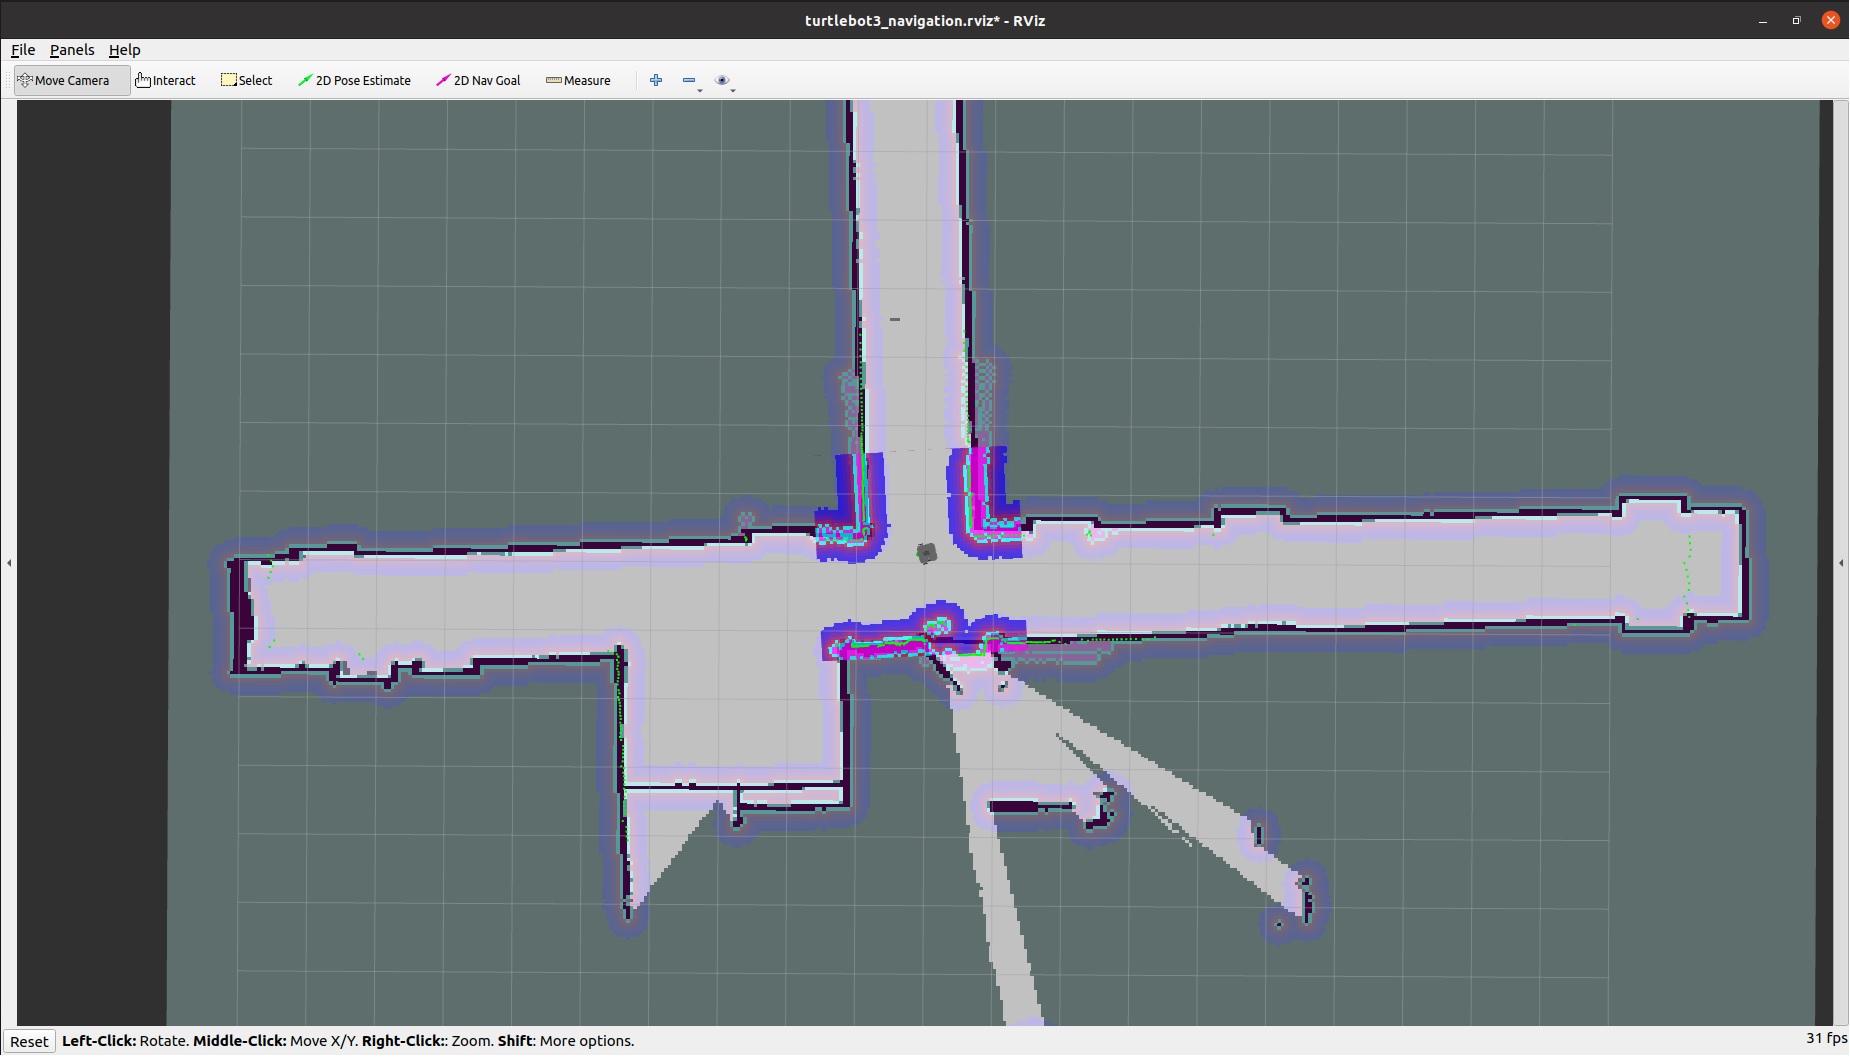 turtlebot3_navigation.rviz* - RViz
File Panels Help
Move Camera Interact Select 2D Pose Estimate 2D Nav Goal Measure
Reset Left-Click: Rotate. Middle-Click: Move X/Y. Right-Click:: Zoom. Shift: More options. 31 fps